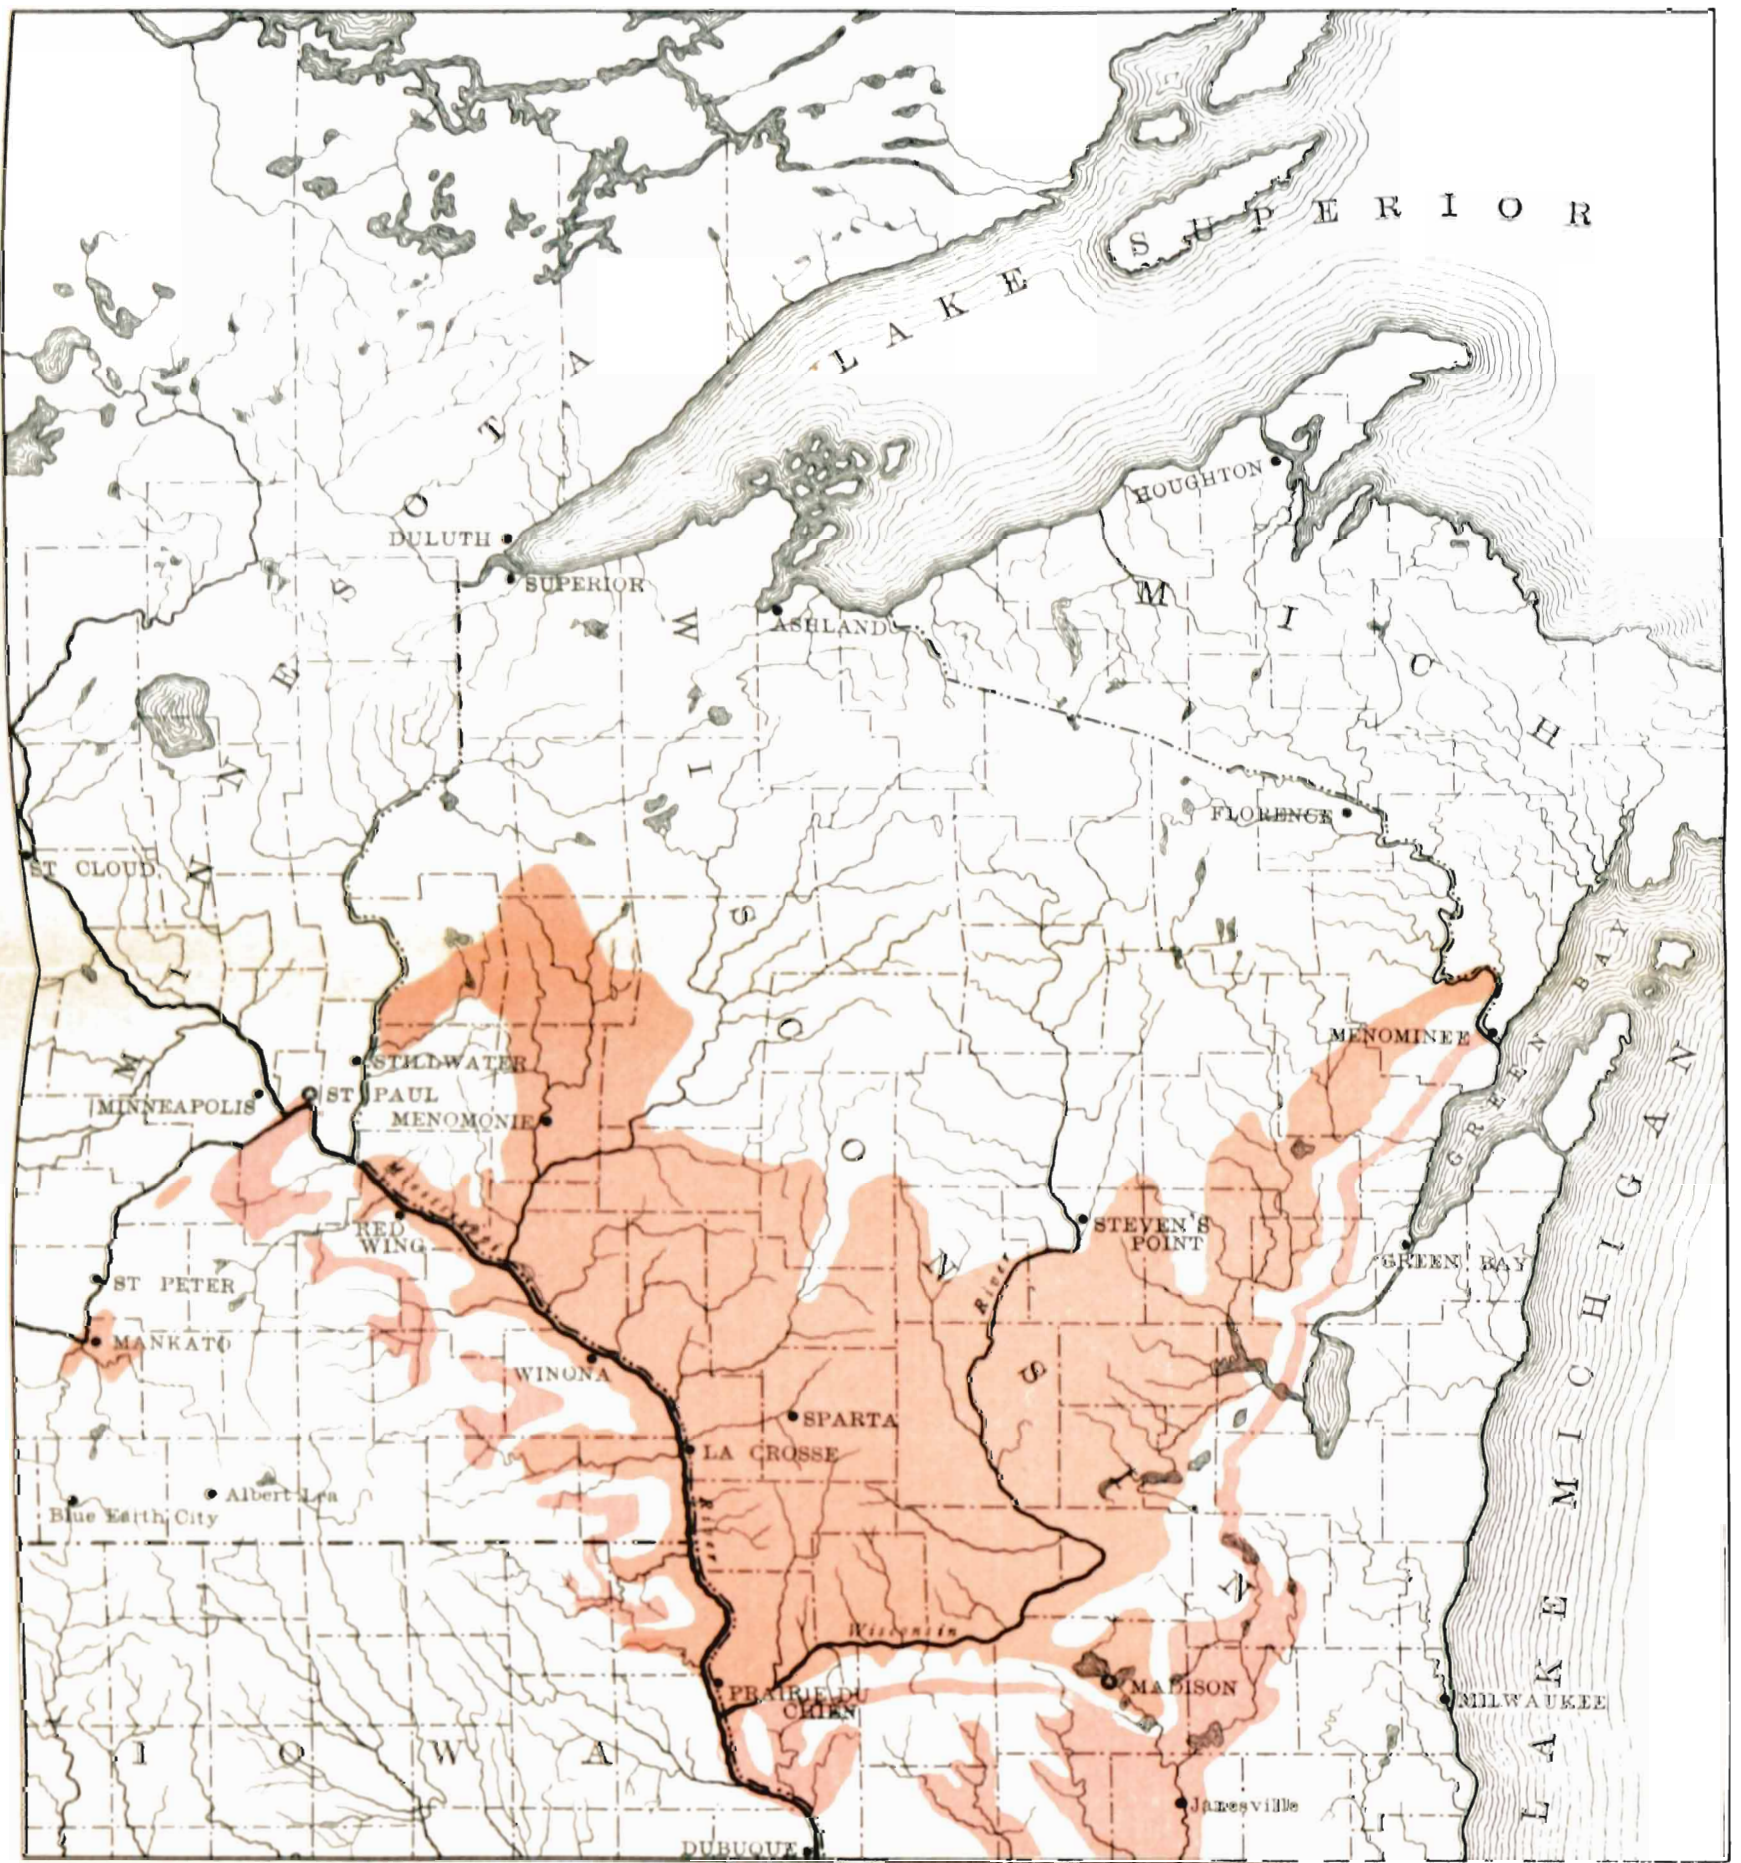 LAKE SUPERIOR
MINNESOTA
HOUGHTON
DULUTH
SUPERIOR
ASHLAND
WISCONSIN
MICH
FLORENCE
ST CLOUD
GREEN BAY
MENOMINEE
STILLWATER
ST PAUL
MINNEAPOLIS
MENOMONIE
Mississippi
RED
WING
STEVEN'S
POINT
River
GREEN BAY
ST PETER
MANKATO
WINONA
SPARTA
LA CROSSE
River
Albert Lea
Blue Earth City
Wisconsin
PRAIRIE DU
CHIEN
MADISON
MILWAUKEE
LAKE MICHIGAN
IOWA
Janesville
DUBUQUE